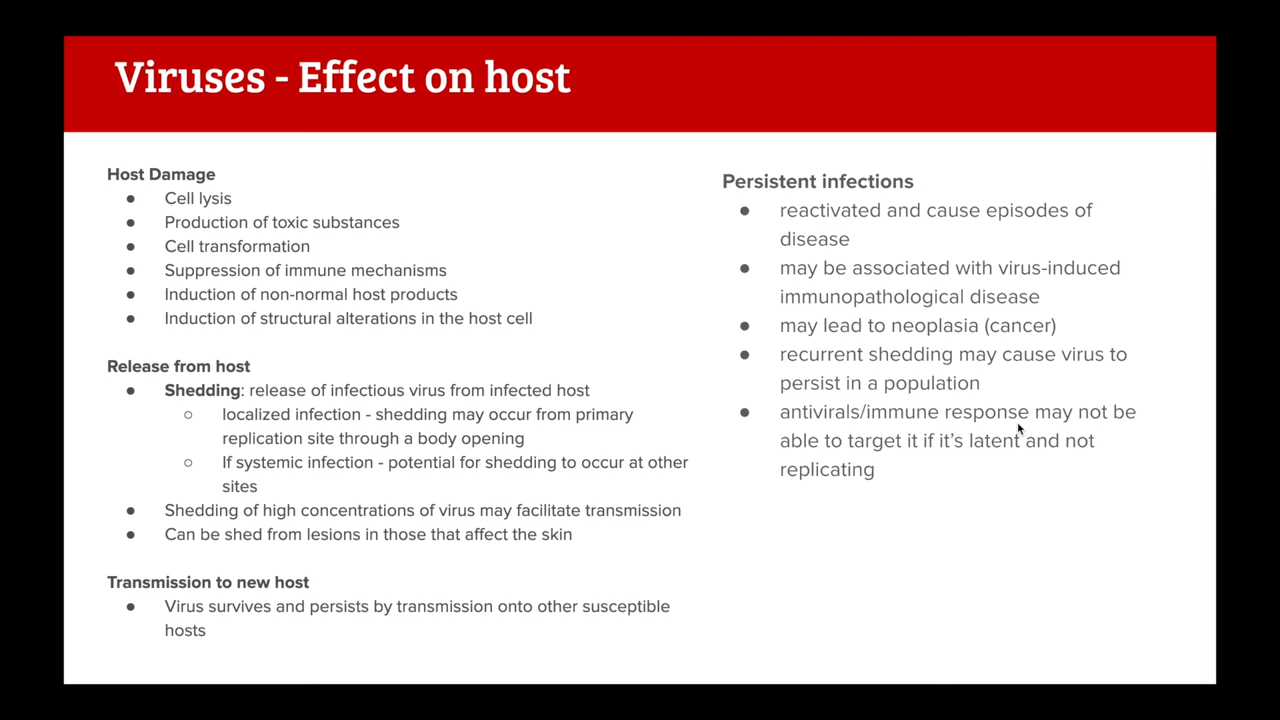 Viruses - Effect on host
Host Damage
● Cell lysis
● Production of toxic substances
● Cell transformation
● Suppression of immune mechanisms
● Induction of non-normal host products
● Induction of structural alterations in the host cell
Release from host
● Shedding: release of infectious virus from infected host
○ localized infection - shedding may occur from primary
replication site through a body opening
○ If systemic infection - potential for shedding to occur at other
sites
● Shedding of high concentrations of virus may facilitate transmission
● Can be shed from lesions in those that affect the skin
Transmission to new host
● Virus survives and persists by transmission onto other susceptible
hosts
Persistent infections
● reactivated and cause episodes of
disease
● may be associated with virus-induced
immunopathological disease
● may lead to neoplasia (cancer)
● recurrent shedding may cause virus to
persist in a population
● antivirals/immune response may not be
able to target it if it's latent and not
replicating